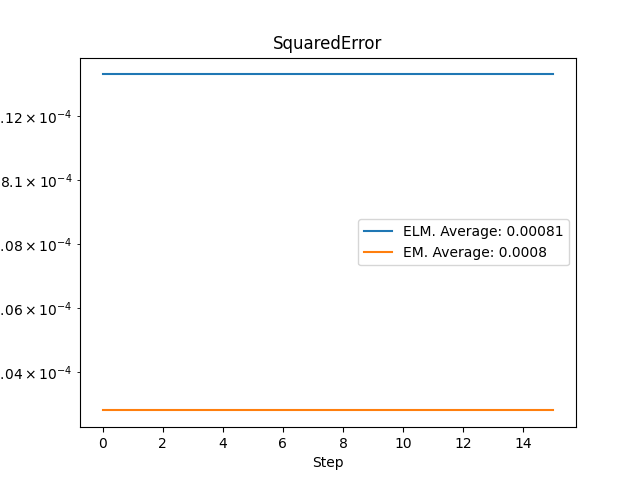 SquaredError
.12 × 10⁻⁴
8.1 × 10⁻⁴
.08 × 10⁻⁴
.06 × 10⁻⁴
.04 × 10⁻⁴
ELM. Average: 0.00081
EM. Average: 0.0008
0 2 4 6 8 10 12 14
Step